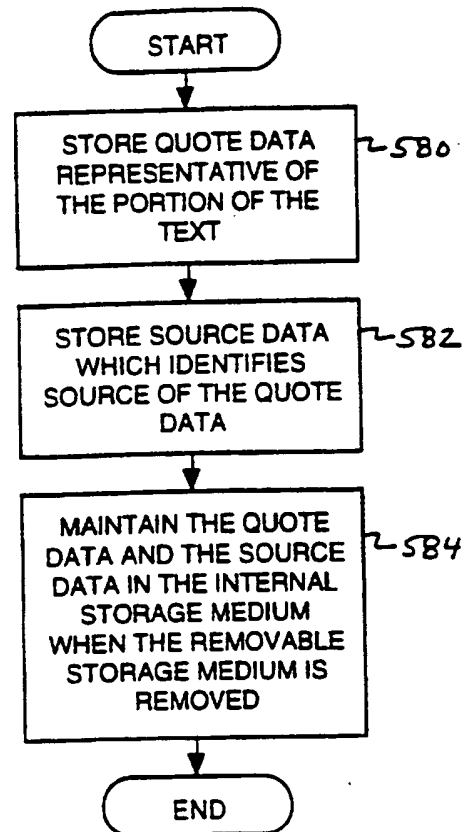 START
STORE QUOTE DATA
580
REPRESENTATIVE OF
THE PORTION OF THE
TEXT
STORE SOURCE DATA
582
WHICH IDENTIFIES
SOURCE OF THE QUOTE
DATA
MAINTAIN THE QUOTE
584
DATA AND THE SOURCE
DATA IN THE INTERNAL
STORAGE MEDIUM
WHEN THE REMOVABLE
STORAGE MEDIUM IS
REMOVED
END